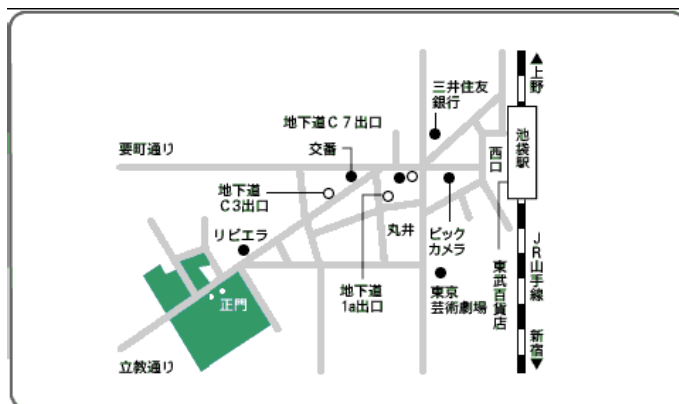 ▲上野
三井住友
銀行
地下道C7出口
池袋駅
要町通り
交番
西口
地下道
C3出口
丸井
ビック
カメラ
リビエラ
JR山手線
東武百貨店
地下道
1a出口
東京
芸術劇場
正門
新宿▼
立教通り